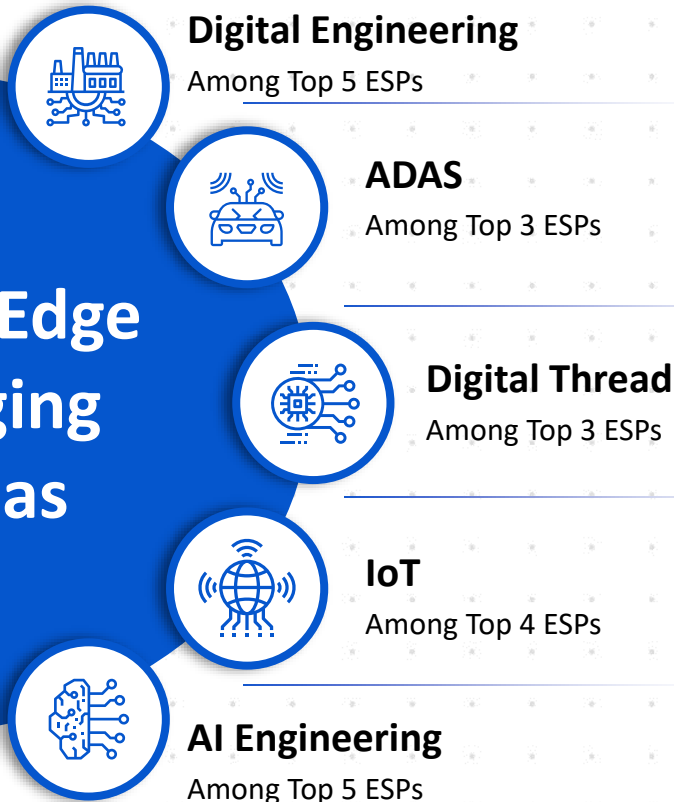 Digital Engineering
Among Top 5 ESPs
ADAS
Among Top 3 ESPs
Edge
ging
as
Digital Thread
Among Top 3 ESPs
IoT
Among Top 4 ESPs
AI Engineering
Among Top 5 ESPs